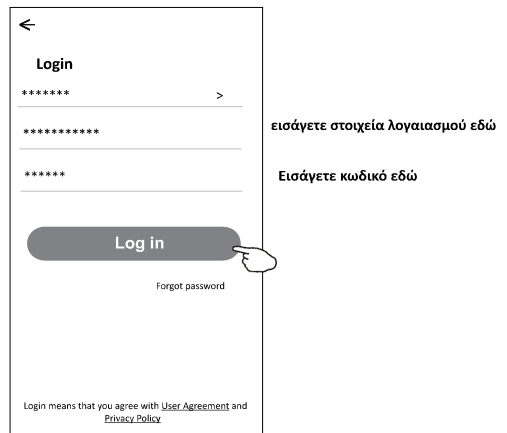 Login
******* >
***********
εισάγετε στοιχεία λογαιασμού εδώ
******
Εισάγετε κωδικό εδώ
Log in
Forgot password
Login means that you agree with User Agreement and
Privacy Policy